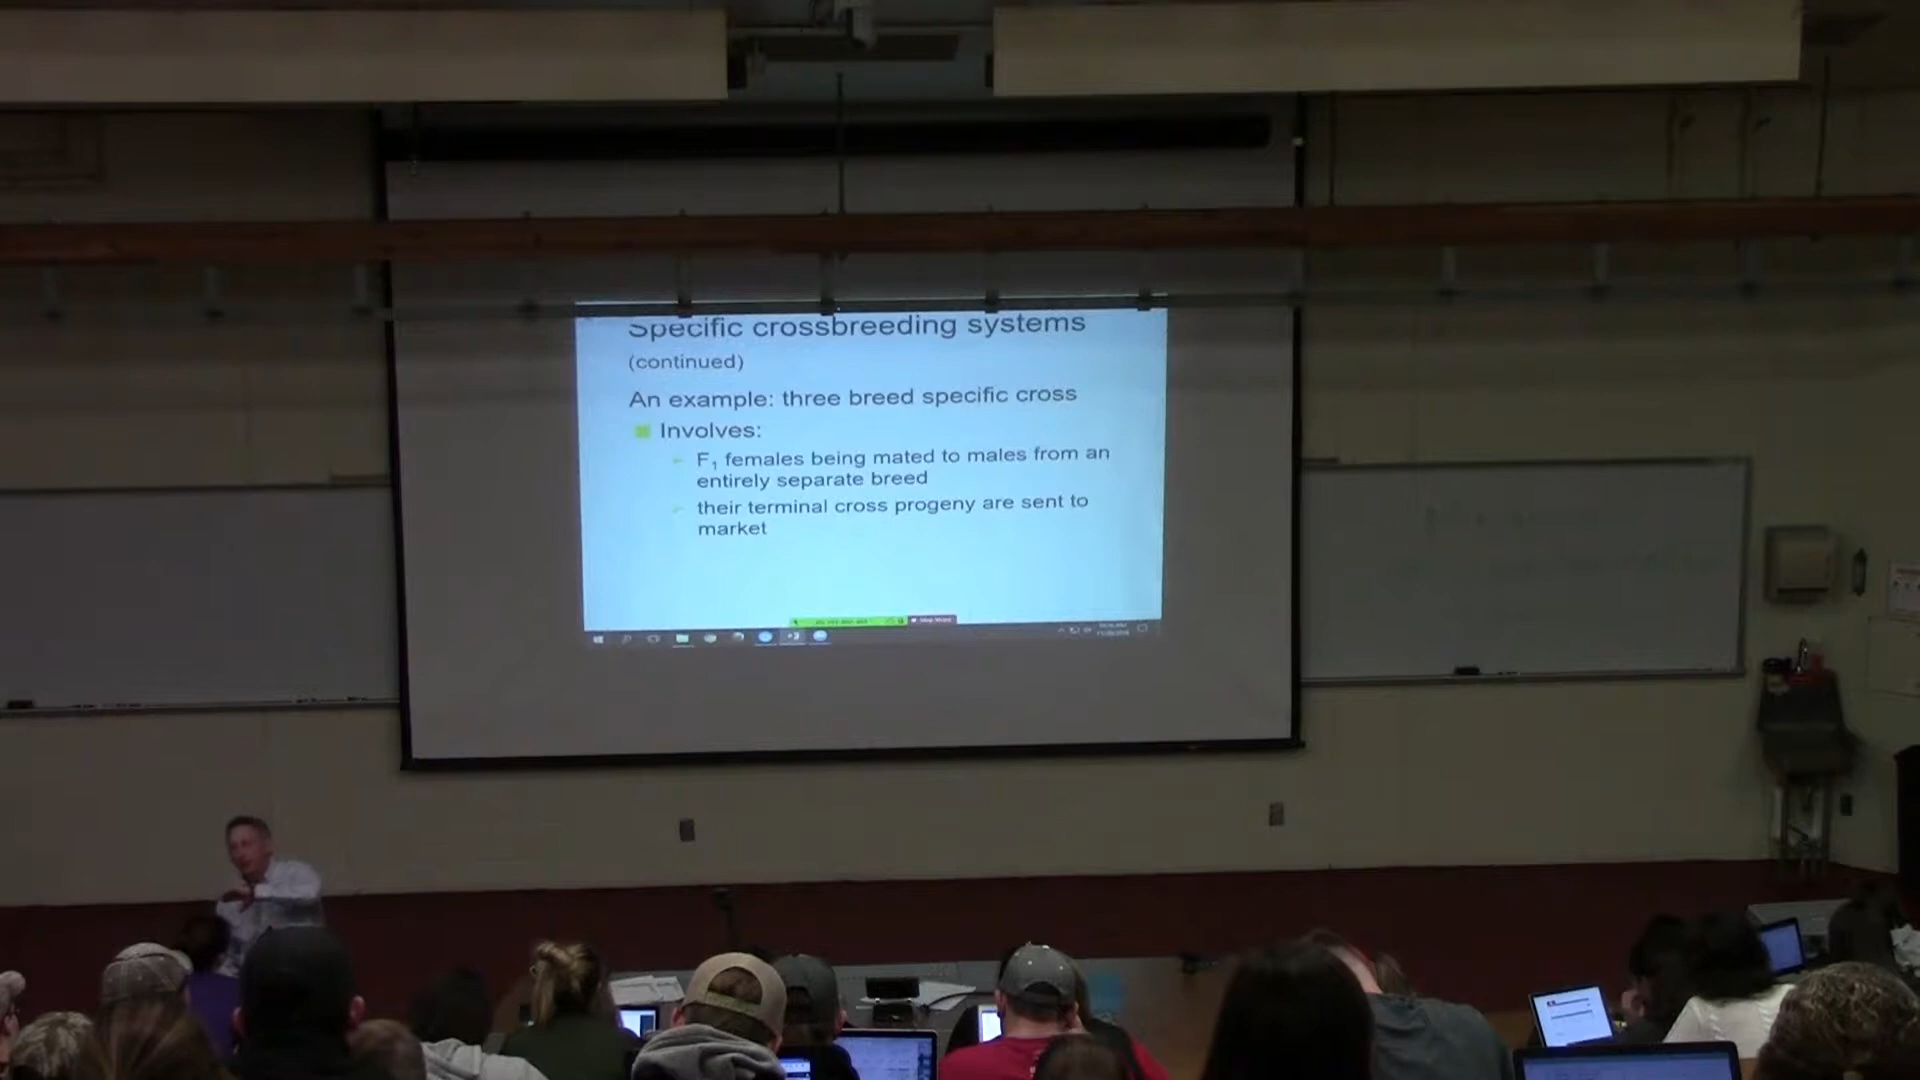 Specific crossbreeding systems
(continued)
An example: three breed specific cross
Involves:
F₁ females being mated to males from an
entirely separate breed
their terminal cross progeny are sent to
market